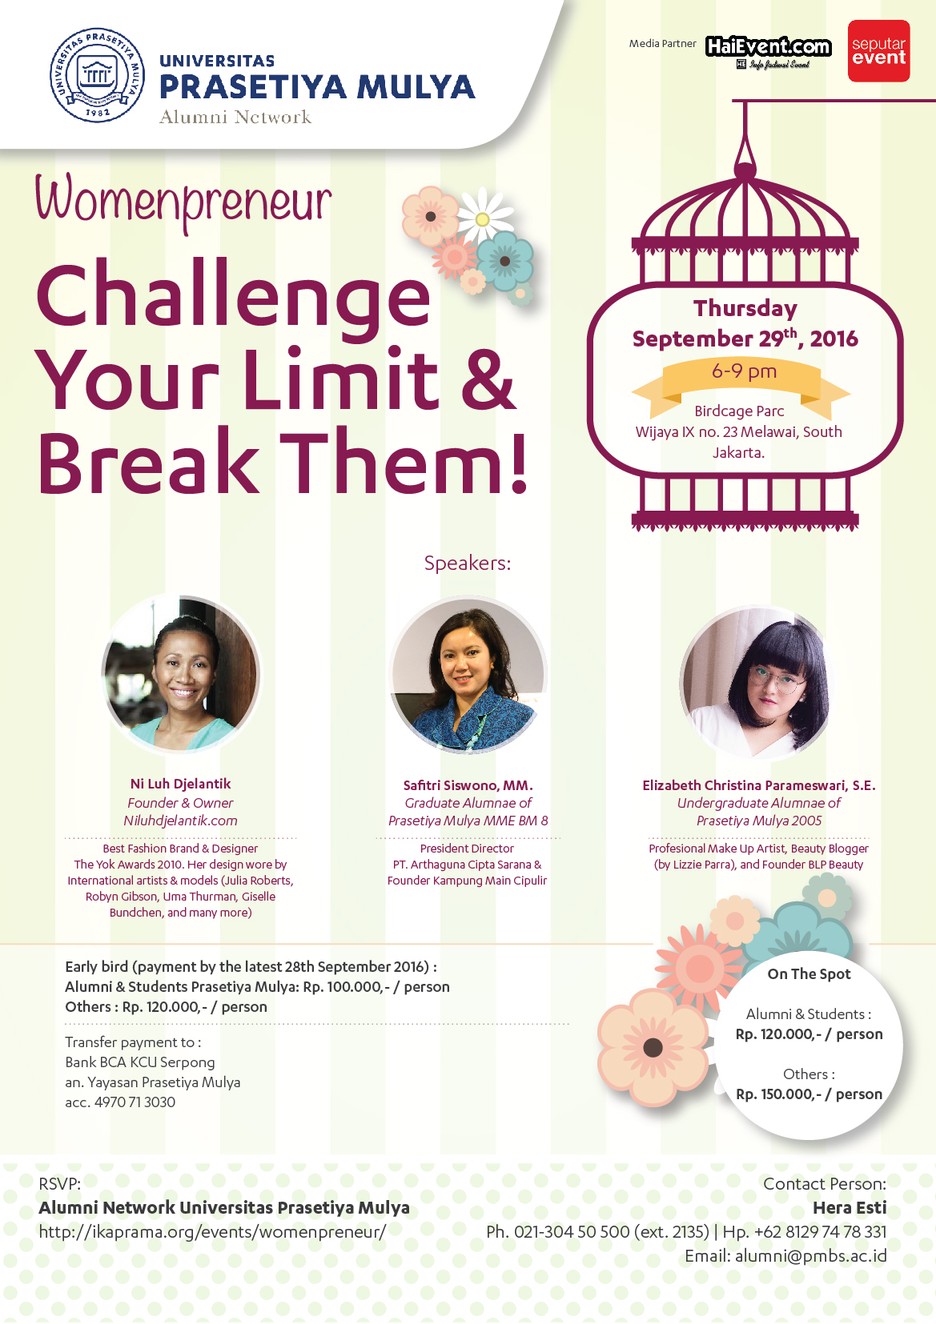 UNIVERSITAS PRASETIYA MULYA
1982
UNIVERSITAS
PRASETIYA MULYA
Alumni Network
Media Partner
HaiEvent.com
Info Jadwal Event
seputar
event
Womenpreneur
Challenge
Your Limit &
Break Them!
Thursday
September 29th, 2016
6-9 pm
Birdcage Parc
Wijaya IX no. 23 Melawai, South
Jakarta.
Speakers:
Ni Luh Djelantik
Founder & Owner
Niluhdjelantik.com
Best Fashion Brand & Designer
The Yok Awards 2010. Her design wore by
International artists & models (Julia Roberts,
Robyn Gibson, Uma Thurman, Giselle
Bundchen, and many more)
Safitri Siswono, MM.
Graduate Alumnae of
Prasetiya Mulya MME BM 8
President Director
PT. Arthaguna Cipta Sarana &
Founder Kampung Main Cipulir
Elizabeth Christina Parameswari, S.E.
Undergraduate Alumnae of
Prasetiya Mulya 2005
Profesional Make Up Artist, Beauty Blogger
(by Lizzie Parra), and Founder BLP Beauty
Early bird (payment by the latest 28th September 2016) :
Alumni & Students Prasetiya Mulya: Rp. 100.000,- / person
Others : Rp. 120.000,- / person
Transfer payment to :
Bank BCA KCU Serpong
an. Yayasan Prasetiya Mulya
acc. 4970 71 3030
On The Spot
Alumni & Students :
Rp. 120.000,- / person
Others :
Rp. 150.000,- / person
RSVP:
Alumni Network Universitas Prasetiya Mulya
http://ikaprama.org/events/womenpreneur/
Contact Person:
Hera Esti
Ph. 021-304 50 500 (ext. 2135) | Hp. +62 8129 74 78 331
Email: alumni@pmbs.ac.id